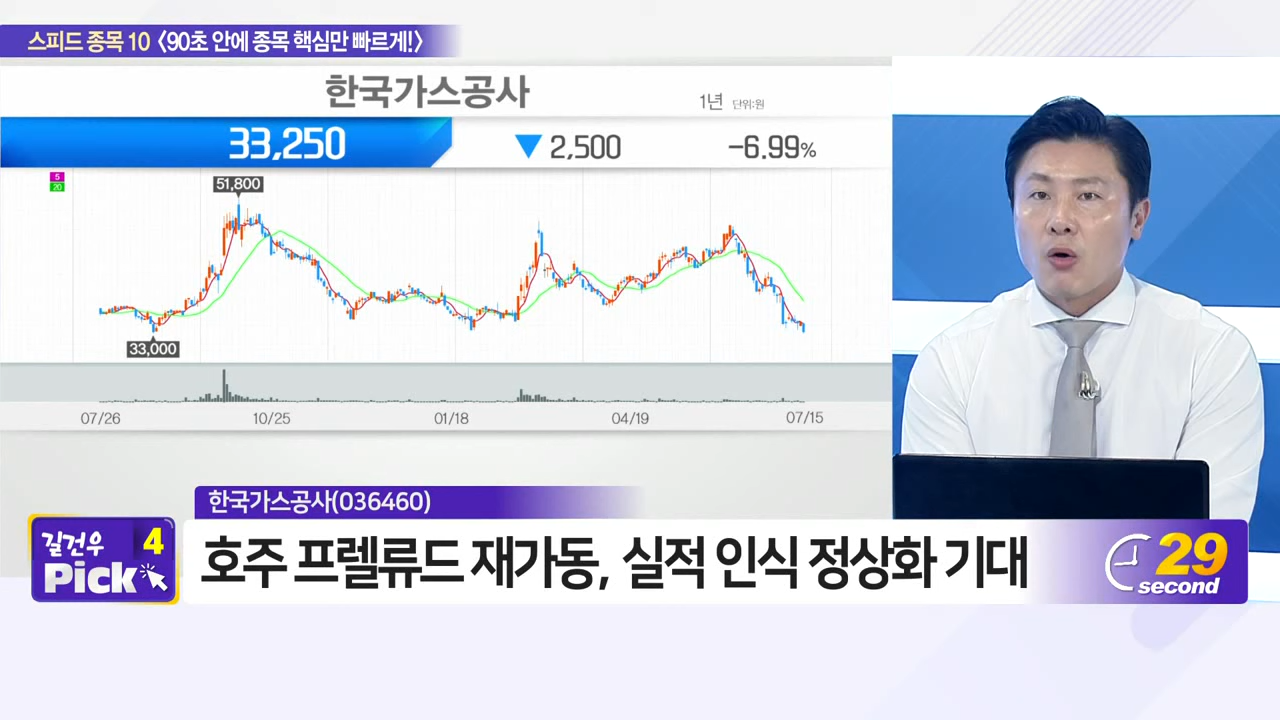 스피드 종목 10 〈90초 안에 종목 핵심만 빠르게!〉
한국가스공사
1년 단위:원
33,250 ▼ 2,500 -6.99%
5
20
51,800
33,000
07/26 10/25 01/18 04/19 07/15
한국가스공사(036460)
길건우 4
Pick
호주 프렐류드 재가동, 실적 인식 정상화 기대
29
second